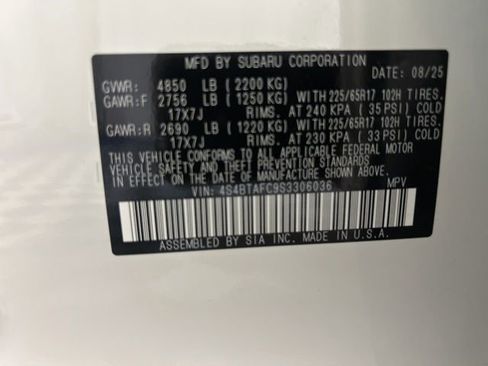 MFD BY SUBARU CORPORATION
DATE: 08/25
GVWR: 4850 LB (2200 KG)
GAWR:F 2756 LB (1250 KG) WITH 225/65R17 102H TIRES.
17X7J RIMS. AT 240 KPA (35 PSI) COLD
GAWR:R 2690 LB (1220 KG) WITH 225/65R17 102H TIRES.
17X7J RIMS. AT 230 KPA (33 PSI) COLD
THIS VEHICLE CONFORMS TO ALL APPLICABLE FEDERAL MOTOR
VEHICLE SAFETY AND THEFT PREVENTION STANDARDS
IN EFFECT ON THE DATE OF MANUFACTURE SHOWN ABOVE.
VIN: 4S4BTAFC9S3306036 MPV
ASSEMBLED BY SIA INC. MADE IN U.S.A.